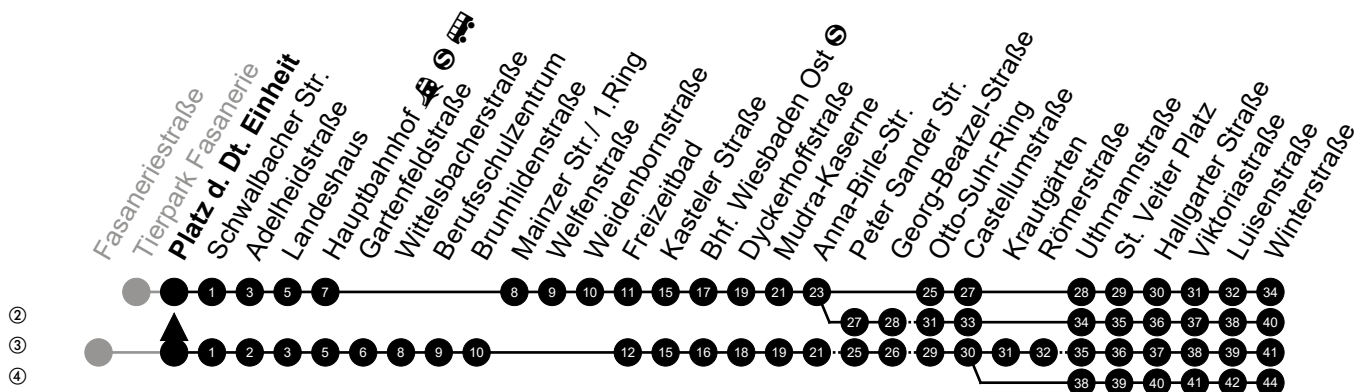 Fasaneriestraße
Tierpark Fasanerie
Platz d. Dt. Einheit
Schwalbacher Str.
Adelheidstraße
Landeshaus
Hauptbahnhof S
Gartenfeldstraße
Wittelsbacherstraße
Berufsschulzentrum
Brunhildenstraße
Mainzer Str / 1.Ring
Welfenstraße
Weidenbornstraße
Freizeitbad
Kasteler Straße
Bhf. Wiesbaden Ost S
Dyckerhoffstraße
Mudra-Kaserne
Anna-Birle-Str.
Peter Sander Str.
Georg-Beatzel-Straße
Otto-Suhr-Ring
Castellumstraße
Krautgärten
Römerstraße
Uthmannstraße
St. Veiter Platz
Hallgarter Straße
Viktoriastraße
Luisenstraße
Winterstraße
1 3 5 7 8 9 10 11 15 17 19 21 23 25 27 28 29 30 31 32 34
② 27 28 31 33 34 35 36 37 38 40
③ 1 2 3 5 6 8 9 10 12 15 16 18 19 21 25 26 29 30 31 32 35 36 37 38 39 41
④ 38 39 40 41 42 44